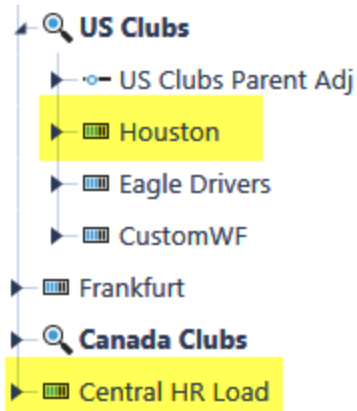 US Clubs
US Clubs Parent Adj
Houston
Eagle Drivers
CustomWF
Frankfurt
Canada Clubs
Central HR Load